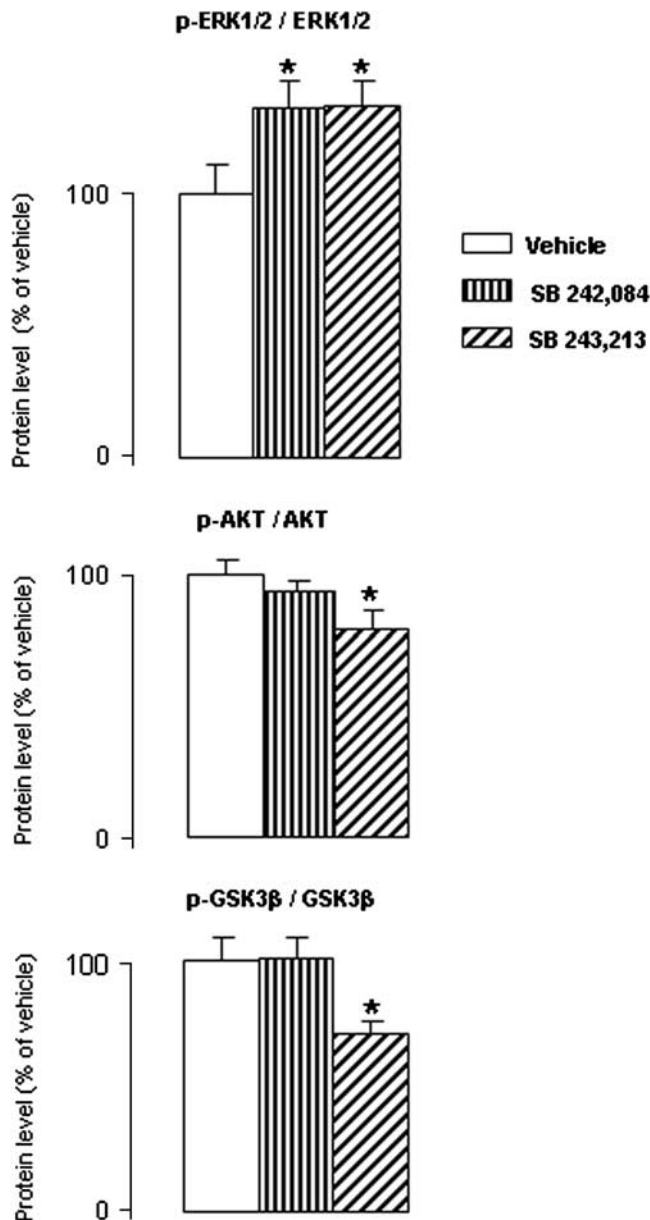 p-ERK1/2 / ERK1/2
* *
Protein level (% of vehicle)
100
0
Vehicle
SB 242,084
SB 243,213
p-AKT / AKT
*
Protein level (% of vehicle)
100
0
p-GSK3β / GSK3β
*
Protein level (% of vehicle)
100
0